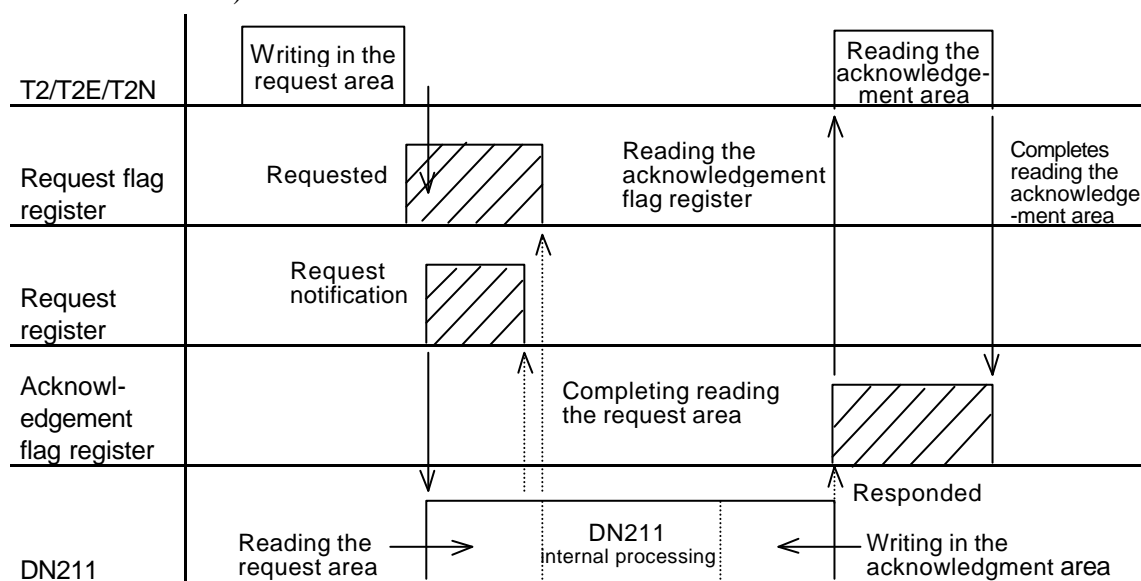 )
Writing in the
request area
Reading the
acknowledge-
ment area
T2/T2E/T2N
Request flag
register
Requested
Reading the
acknowledgement
flag register
Completes
reading the
acknowledge
-ment area
Request
register
Request
notification
Acknowl-
edgement
flag register
Completing reading
the request area
Responded
DN211
Reading the
request area
DN211
internal processing
Writing in the
acknowledgment area